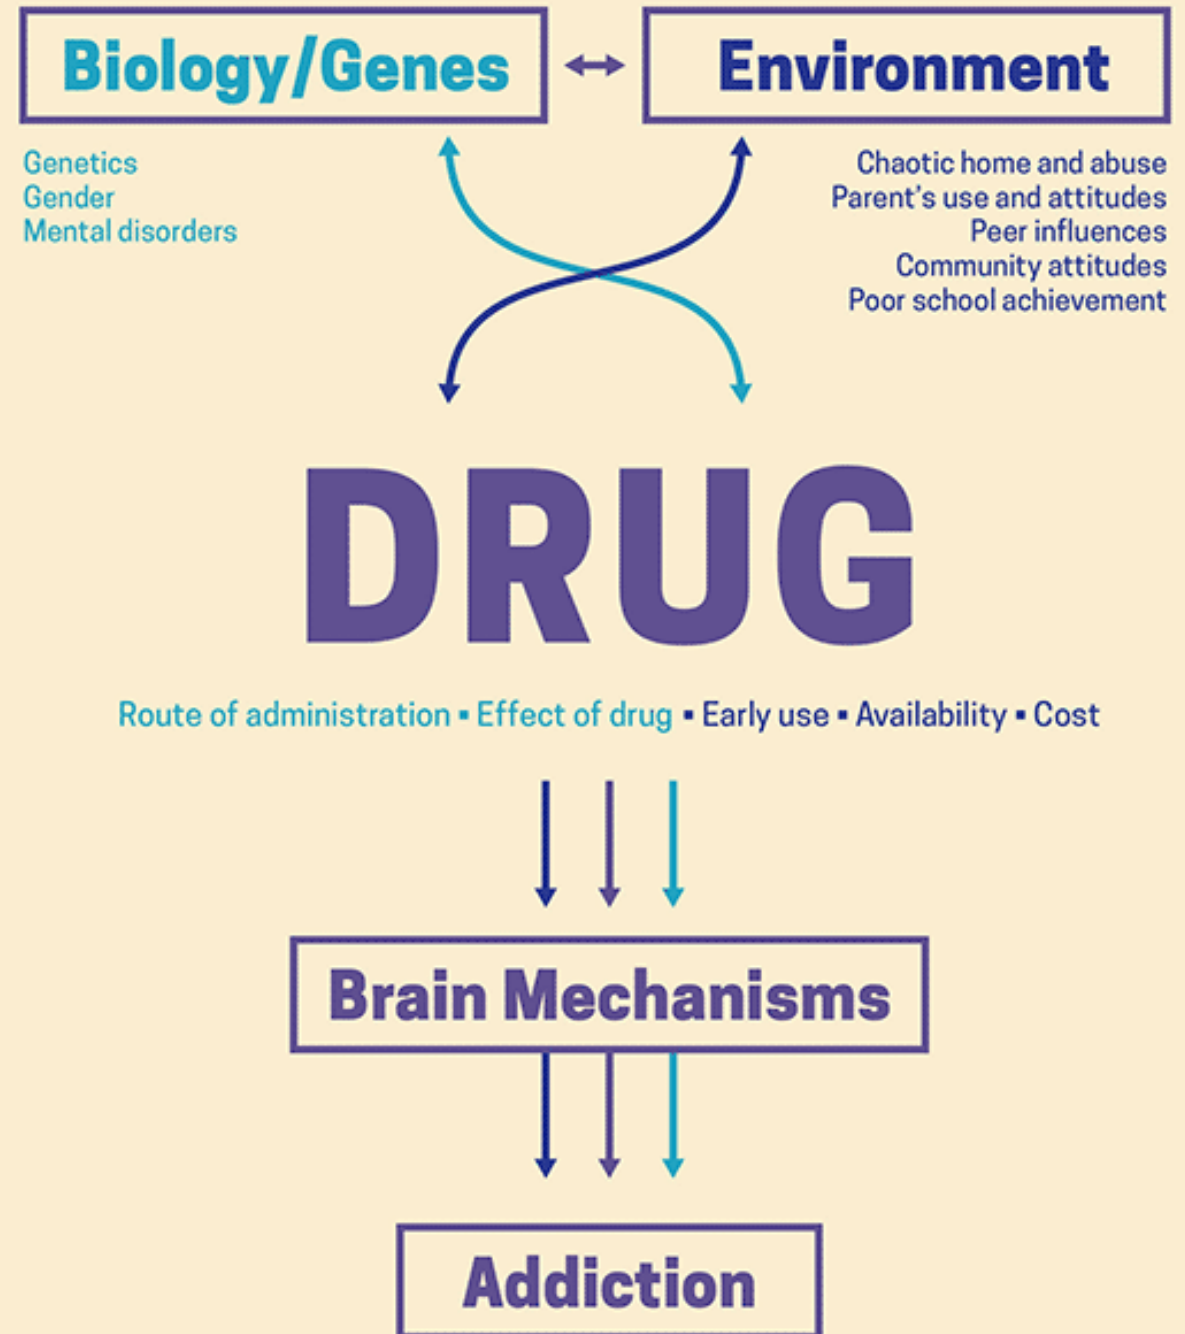 Biology/Genes
Environment
Genetics
Gender
Mental disorders
Chaotic home and abuse
Parent's use and attitudes
Peer influences
Community attitudes
Poor school achievement
DRUG
Route of administration ▪ Effect of drug ▪ Early use ▪ Availability ▪ Cost
Brain Mechanisms
Addiction